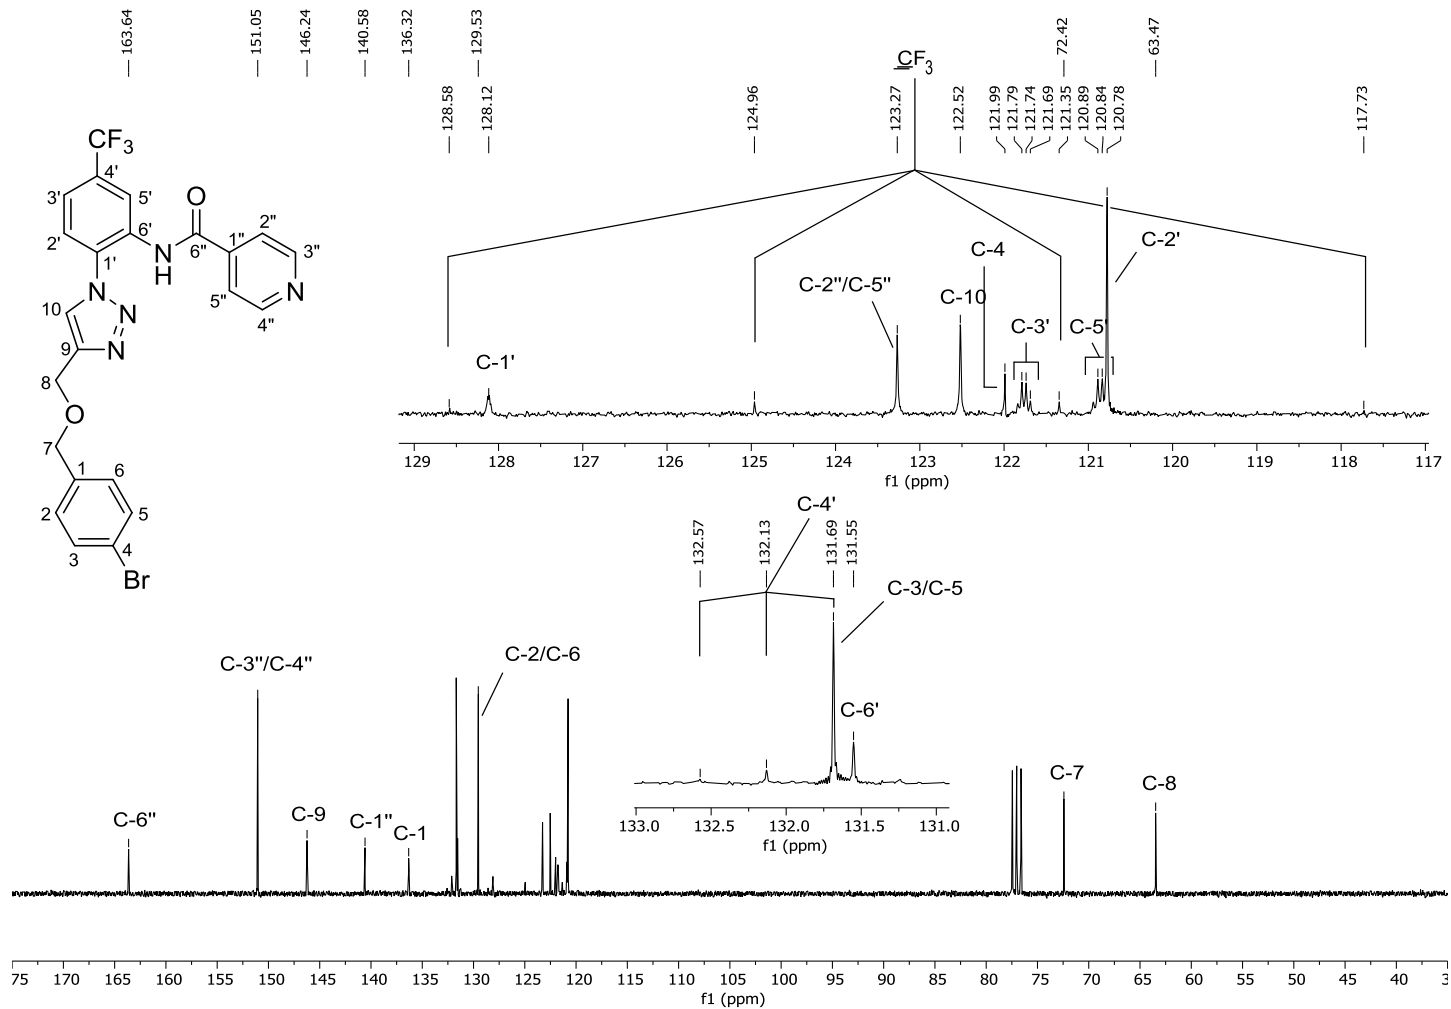 163.64
151.05
146.24
140.58
136.32
129.53
72.42
63.47
128.58
128.12
124.96
123.27
122.52
121.99
121.79
121.74
121.69
121.35
120.89
120.84
120.78
117.73
CF3
CF3
4'
3'
5'
2'
6'
1'
N
H
O
6''
1''
2''
3''
N
4''
5''
10
N
N
N
9
8
O
7
1
6
2
5
3
4
Br
C-1'
C-2''/C-5''
C-10
C-4
C-3'
C-5'
C-2'
129 128 127 126 125 124 123 122 121 120 119 118 117
f1 (ppm)
C-4'
132.57
132.13
131.69
131.55
C-3/C-5
C-6'
133.0 132.5 132.0 131.5 131.0
f1 (ppm)
C-6''
C-3''/C-4''
C-9
C-1''
C-1
C-2/C-6
C-7
C-8
75 170 165 160 155 150 145 140 135 130 125 120 115 110 105 100 95 90 85 80 75 70 65 60 55 50 45 40 3
f1 (ppm)